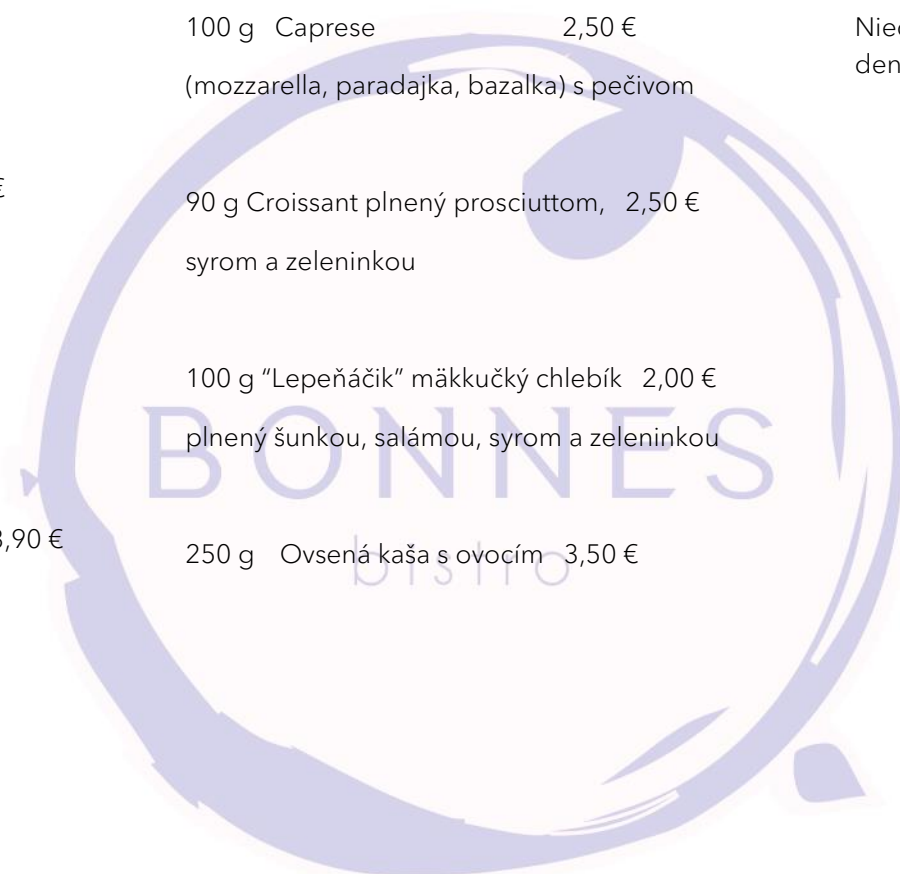 100 g Caprese 2,50 €
(mozzarella, paradajka, bazalka) s pečivom
€
90 g Croissant plnený prosciuttom, 2,50 €
syrom a zeleninkou
100 g “Lepeňáčik” mäkkučký chlebík 2,00 €
plnený šunkou, salámou, syrom a zeleninkou
BONNES
,90 €
250 g Ovsená kaša s ovocím 3,50 €
bistro